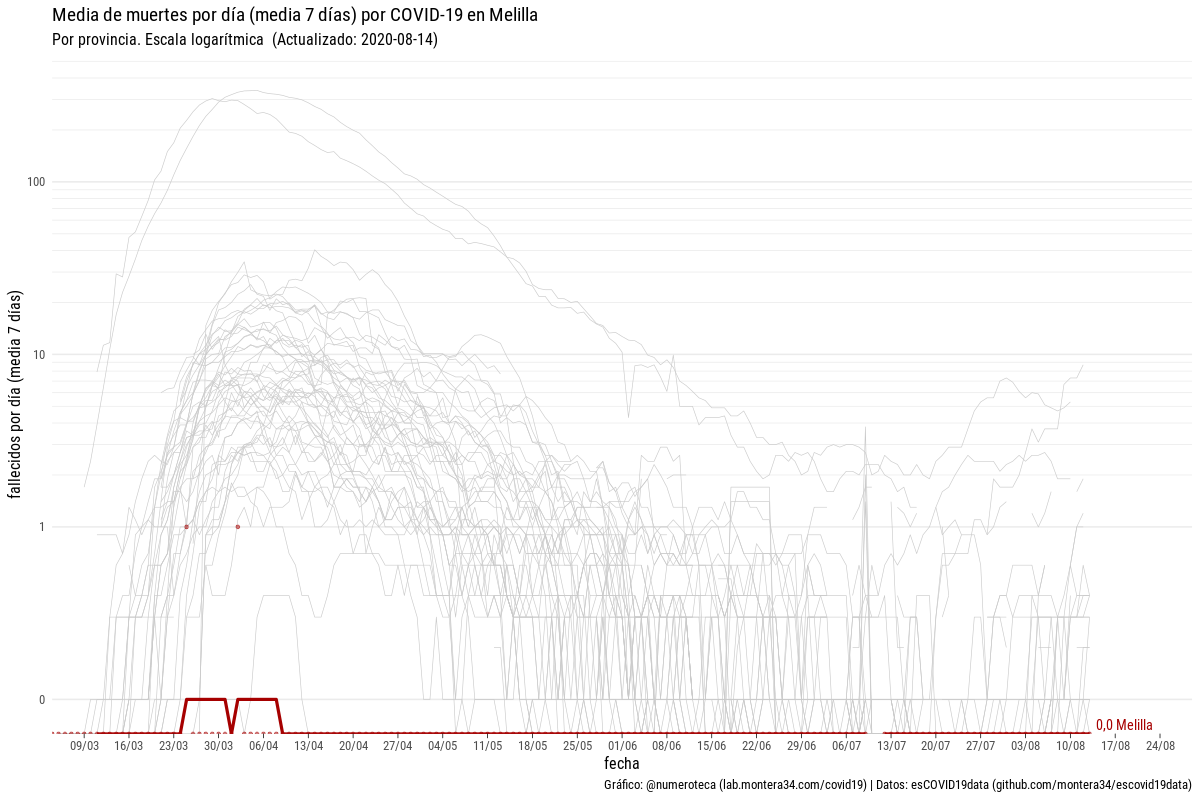 Media de muertes por día (media 7 días) por COVID-19 en Melilla
Por provincia. Escala logarítmica (Actualizado: 2020-08-14)
fallecidos por día (media 7 días)
100
10
1
0
0,0 Melilla
09/03 16/03 23/03 30/03 06/04 13/04 20/04 27/04 04/05 11/05 18/05 25/05 01/06 08/06 15/06 22/06 29/06 06/07 13/07 20/07 27/07 03/08 10/08 17/08 24/08
fecha
Gráfico: @numeroteca (lab.montera34.com/covid19) | Datos: esCOVID19data (github.com/montera34/escovid19data)